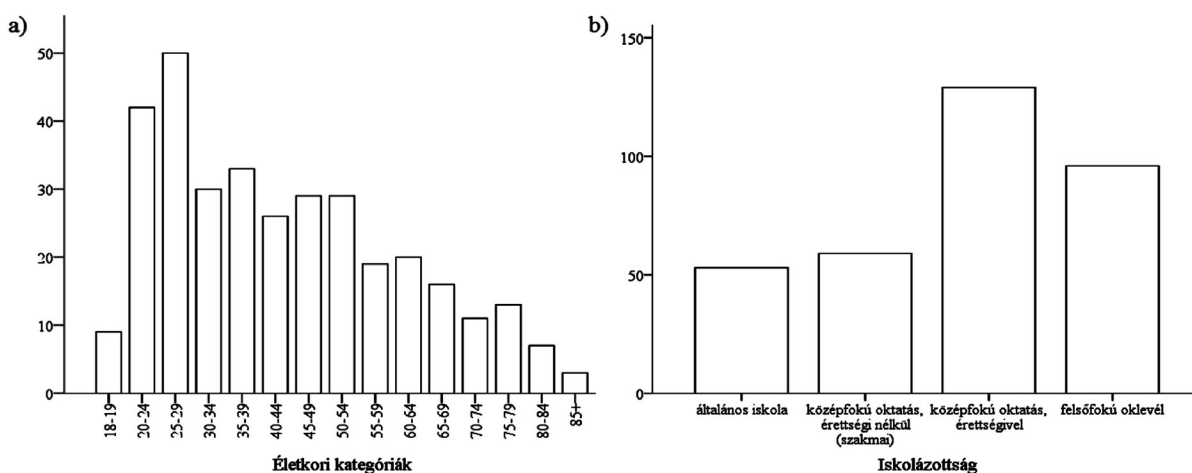 a)
50
40
30
20
10
0
18-19
20-24
25-29
30-34
35-39
40-44
45-49
50-54
55-59
60-64
65-69
70-74
75-79
80-84
85+
Életkori kategóriák
b)
150
100
50
0
általános iskola
középfokú oktatás,
érettségi nélkül
(szakmai)
középfokú oktatás,
érettségivel
felsőfokú oklevél
Iskolázottság